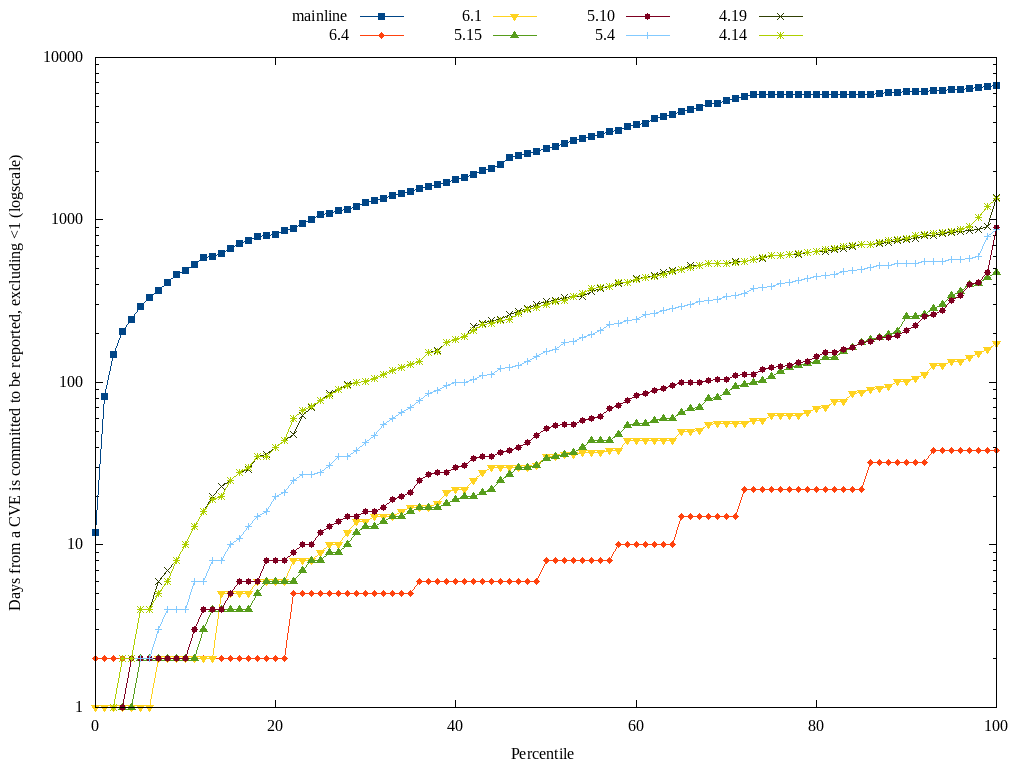 mainline 6.1 5.10 4.19
6.4 5.15 5.4 4.14
10000
1000
100
10
1
0 20 40 60 80 100
Percentile
Days from a CVE is committed to be reported, excluding <1 (logscale)